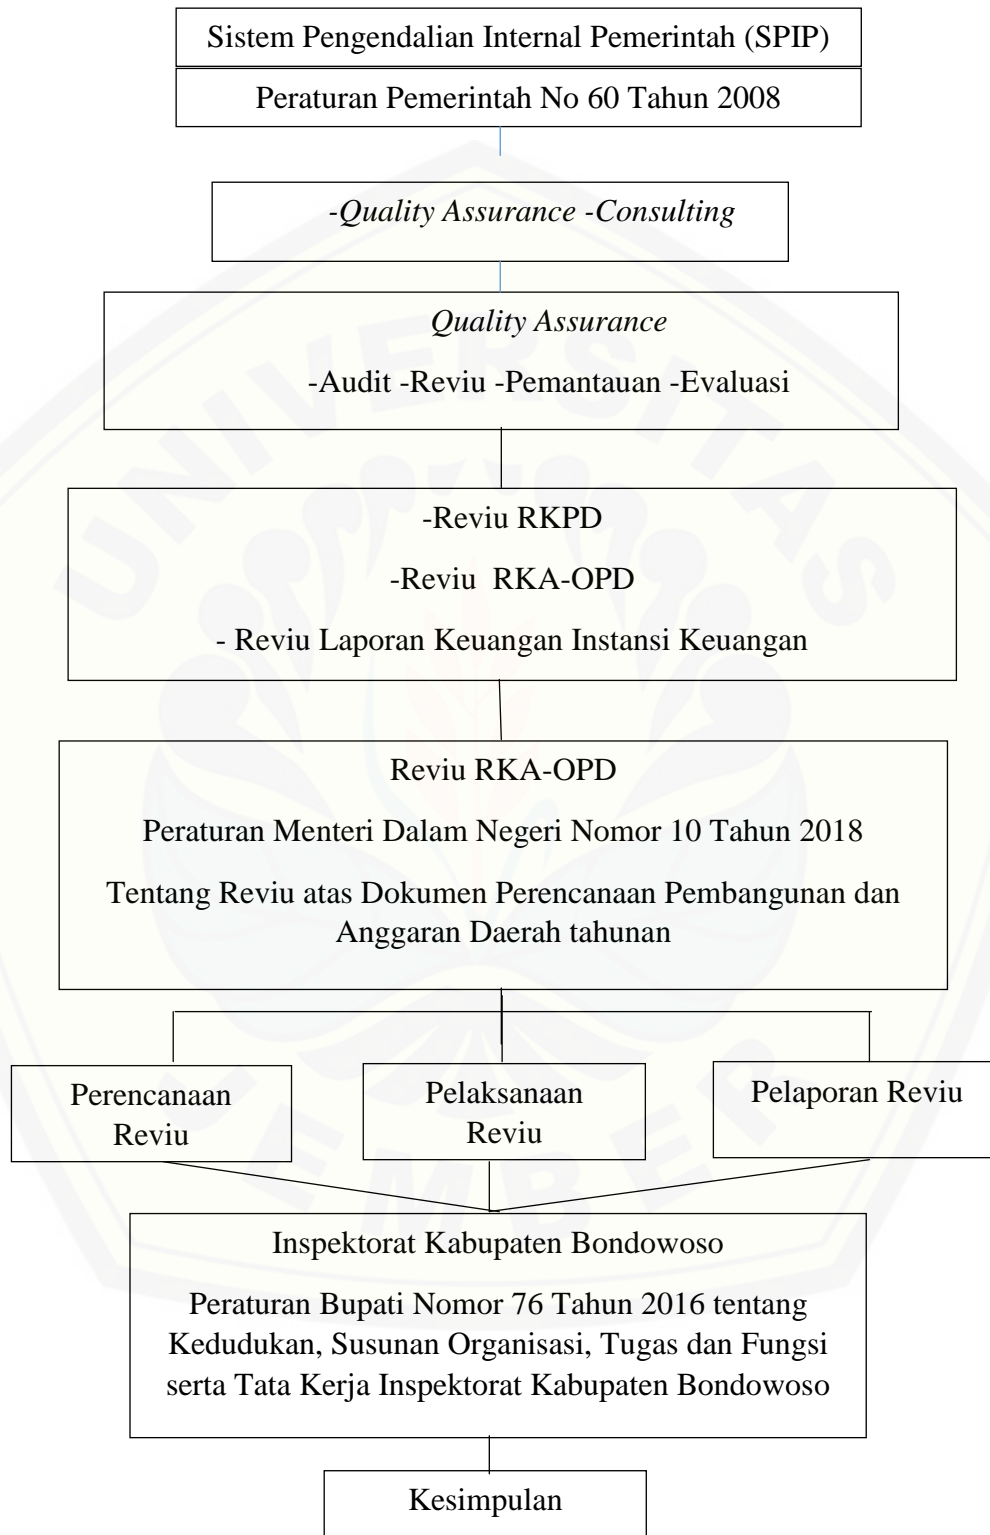 Sistem Pengendalian Internal Pemerintah (SPIP)
Peraturan Pemerintah No 60 Tahun 2008
-Quality Assurance -Consulting
Quality Assurance
-Audit -Reviu -Pemantauan -Evaluasi
-Reviu RKPD
-Reviu RKA-OPD
- Reviu Laporan Keuangan Instansi Keuangan
Reviu RKA-OPD
Peraturan Menteri Dalam Negeri Nomor 10 Tahun 2018
Tentang Reviu atas Dokumen Perencanaan Pembangunan dan
Anggaran Daerah tahunan
Perencanaan
Reviu
Pelaksanaan
Reviu
Pelaporan Reviu
Inspektorat Kabupaten Bondowoso
Peraturan Bupati Nomor 76 Tahun 2016 tentang
Kedudukan, Susunan Organisasi, Tugas dan Fungsi
serta Tata Kerja Inspektorat Kabupaten Bondowoso
Kesimpulan
UNIVERSITAS
JEMBER